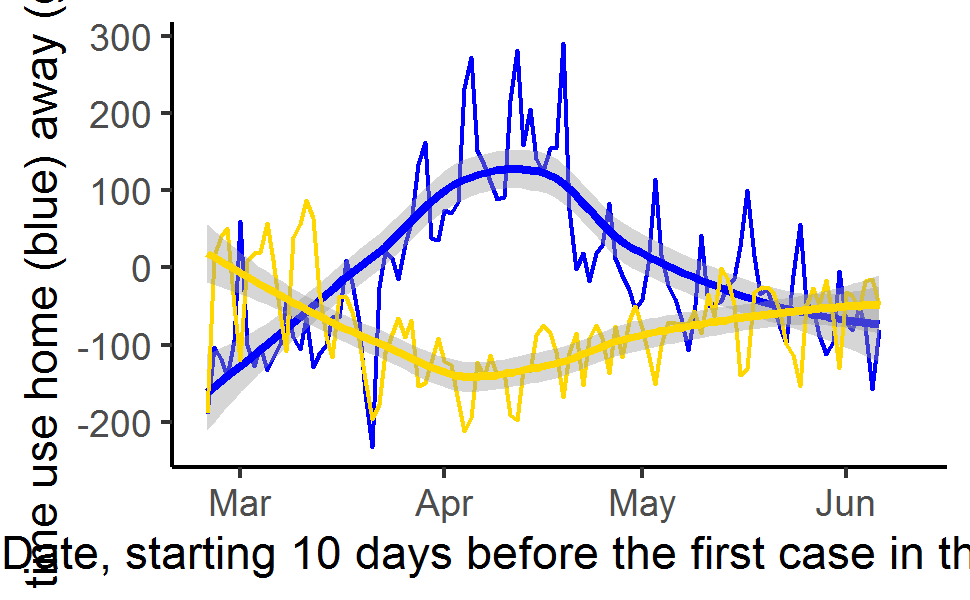 time use home (blue) away (
300
200
100
0
-100
-200
Mar Apr May Jun
Date, starting 10 days before the first case in th